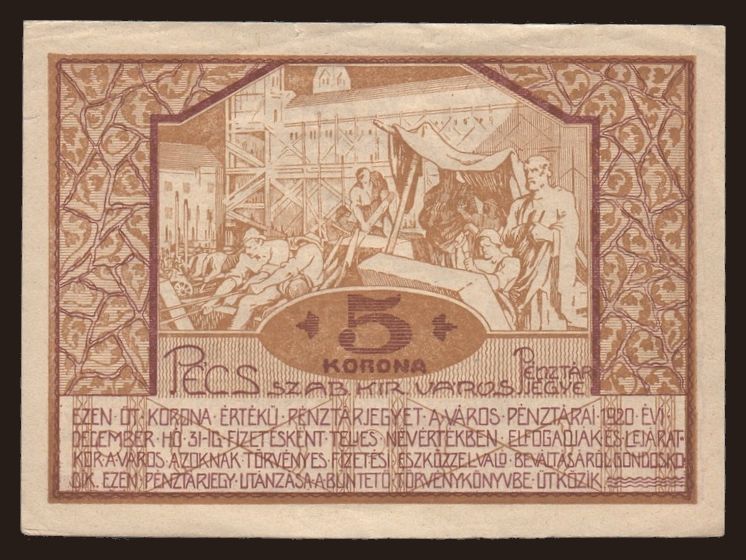 5
KORONA
PÉCS SZAB. KIR. VÁROS PÉNZTÁRI
JEGYE
EZEN ÖT KORONA ÉRTÉKŰ PÉNZTÁRJEGYET A VÁROS PÉNZTÁRAI 1920 ÉVI
DECEMBER HÓ 31-IG FIZETÉSKÉNT TELJES NÉVÉRTÉKBEN ELFOGADJÁK ÉS LEJÁRAT-
KOR A VÁROS AZOKNAK TÖRVÉNYES FIZETÉSI ESZKÖZZEL VALÓ BEVÁLTÁSÁRÓL GONDOSKO
DIK. EZEN PÉNZTÁRJEGY UTÁNZÁSA A BÜNTETŐ TÖRVÉNYKÖNYVBE ÜTKÖZIK.